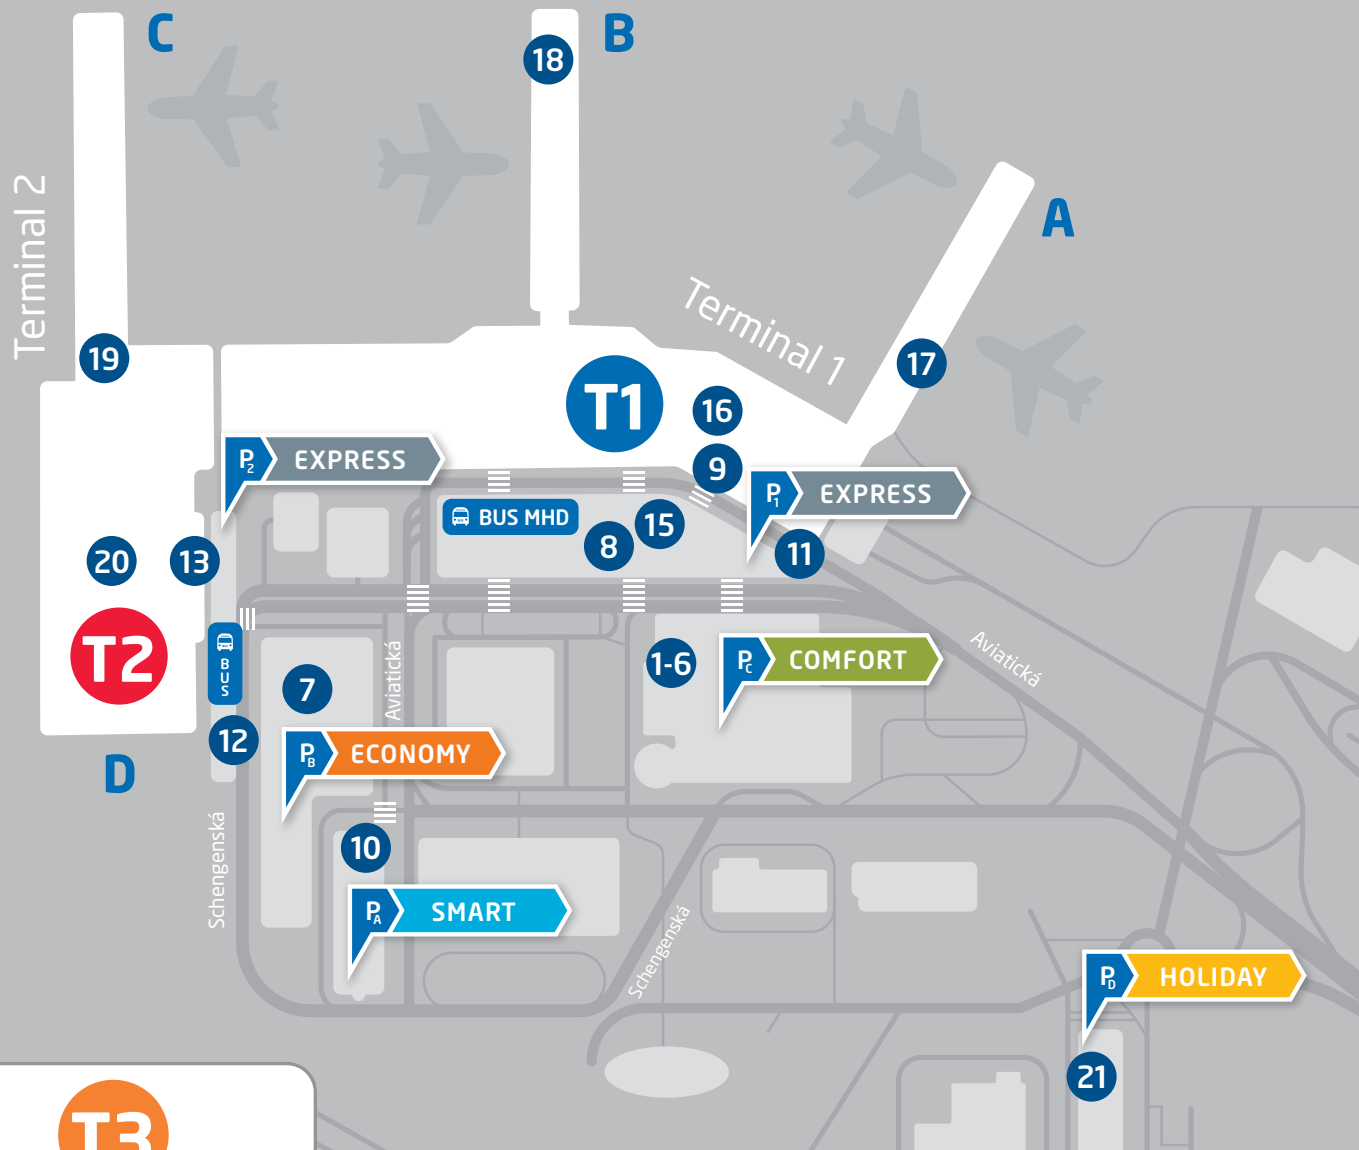 C
B
18
A
Terminal 2
Terminal 1
19
17
T1
16
P2 EXPRESS
9
P1 EXPRESS
BUS MHD
15
8
11
20
13
T2
BUS
7
Aviatická
1-6
PC COMFORT
Aviatická
12
PB ECONOMY
D
Schengenská
10
PA SMART
Schengenská
PD HOLIDAY
21
T3